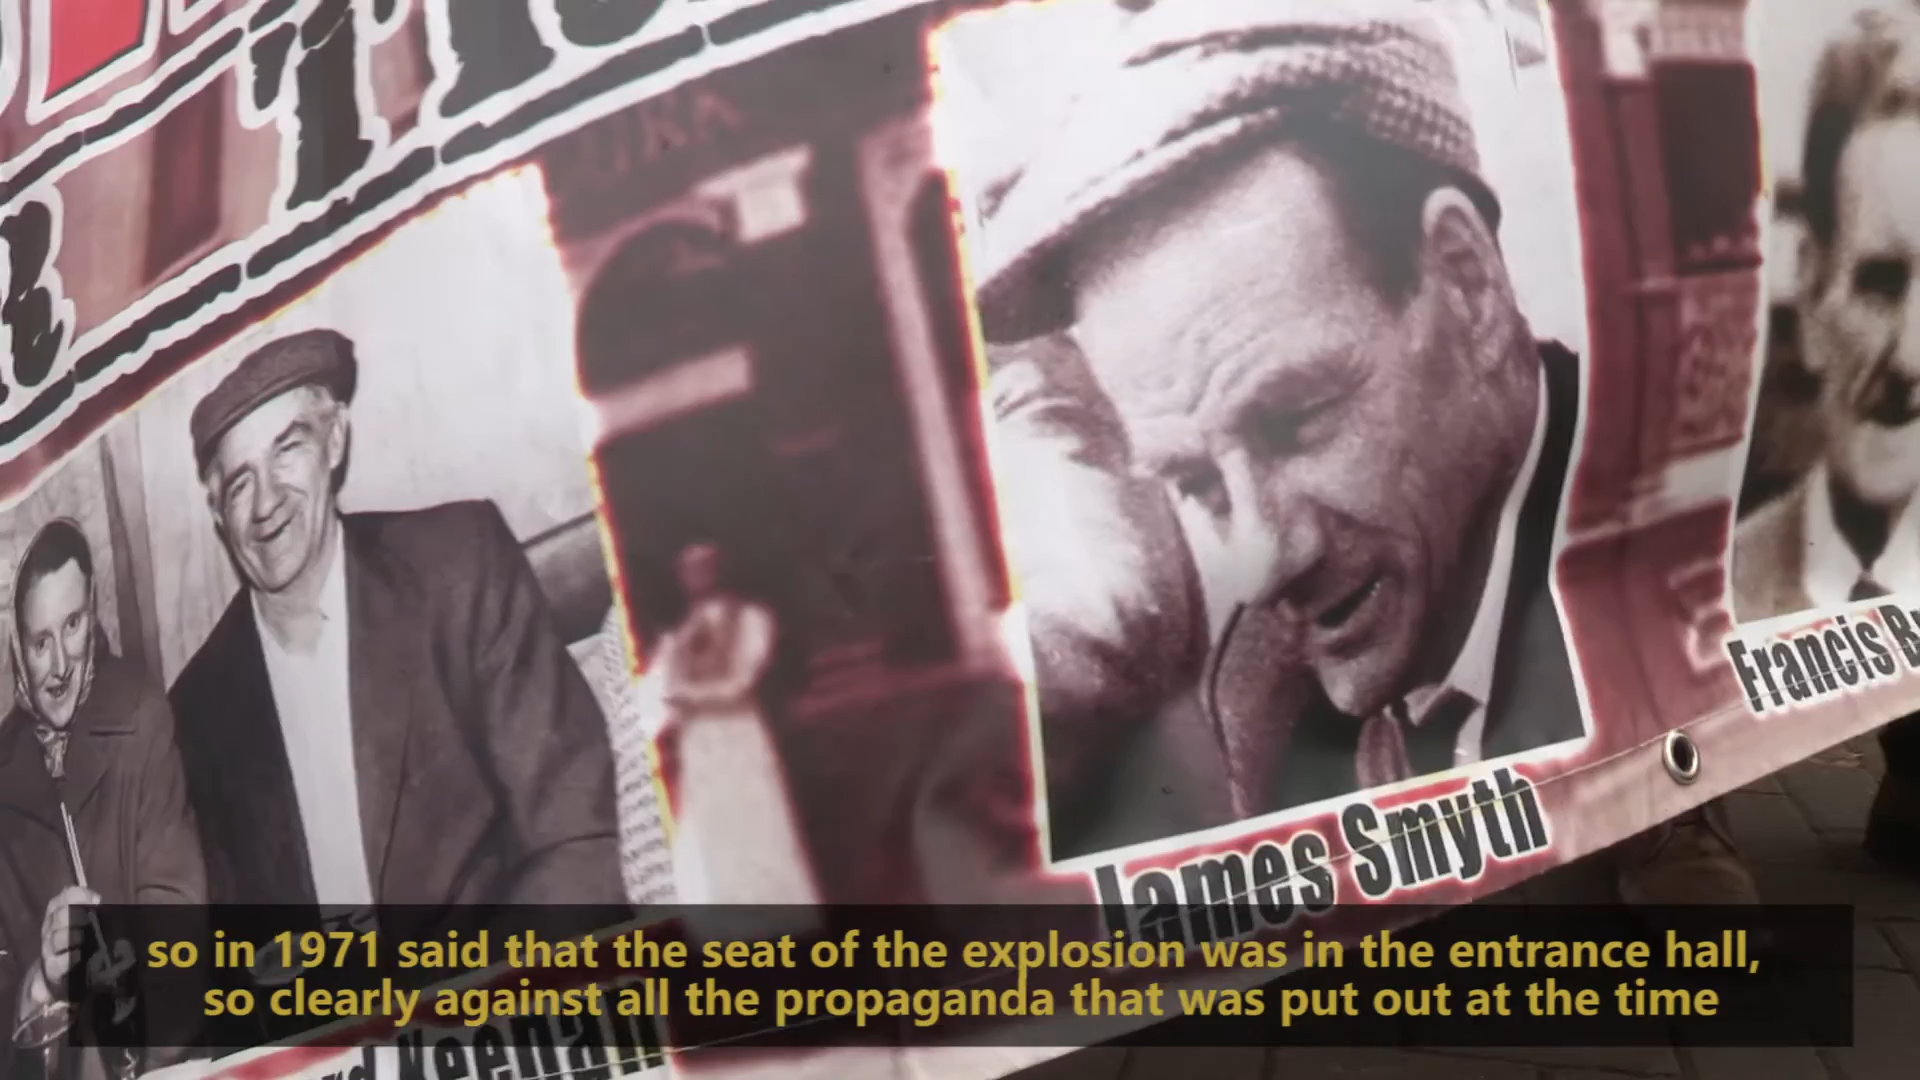 James Smyth
Francis
Keenan
so in 1971 said that the seat of the explosion was in the entrance hall,
so clearly against all the propaganda that was put out at the time